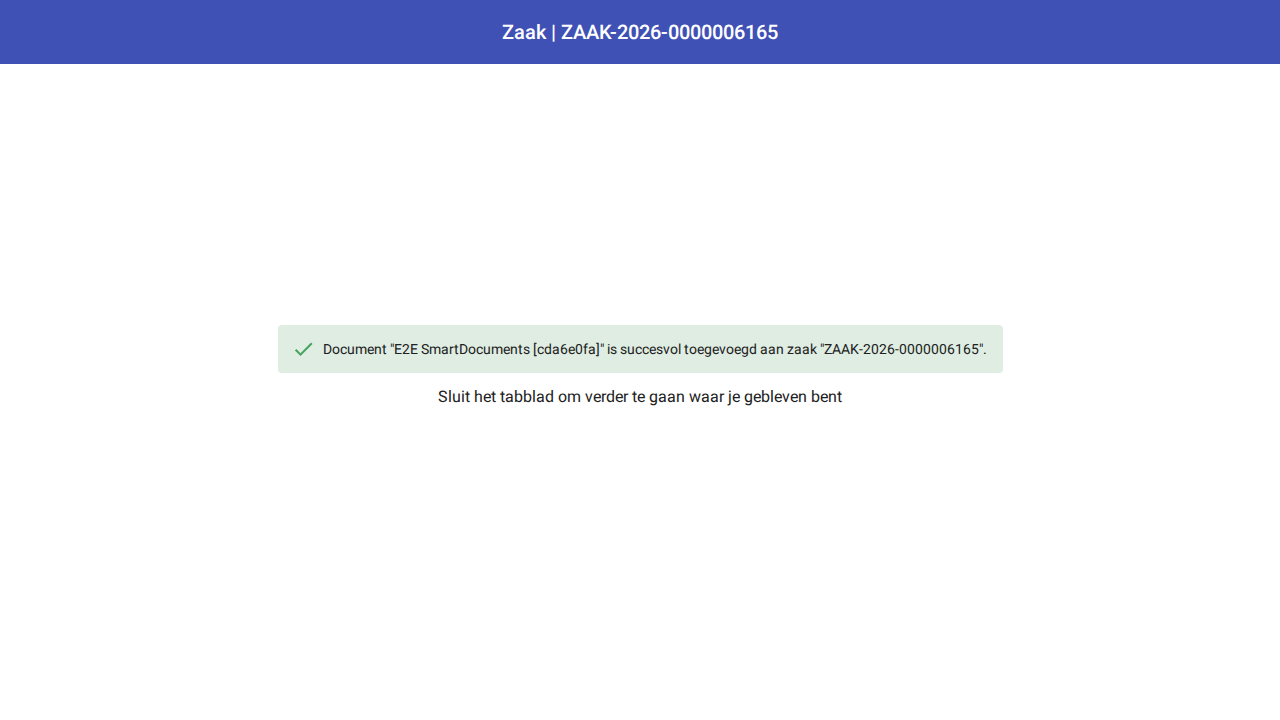 Zaak | ZAAK-2026-0000006165
Document "E2E SmartDocuments [cda6e0fa]" is succesvol toegevoegd aan zaak "ZAAK-2026-0000006165".
Sluit het tabblad om verder te gaan waar je gebleven bent